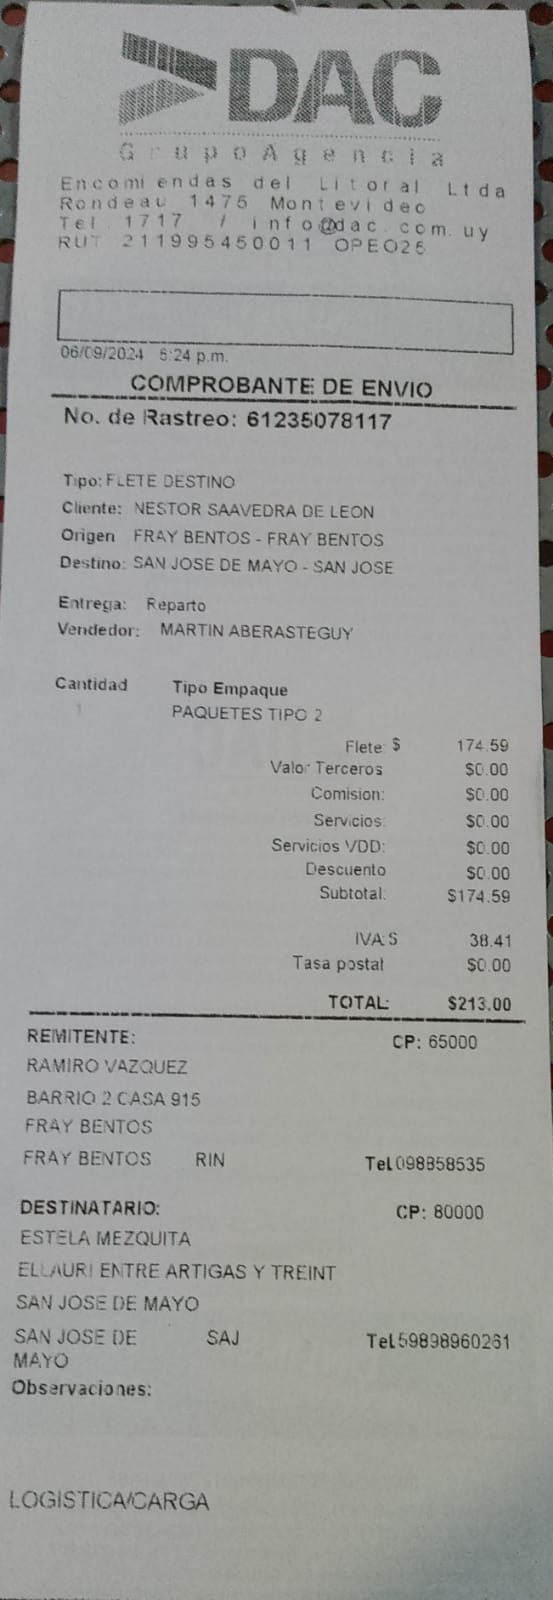 DAC
GrupoAgencia
Encomiendas del Litoral Ltda
Rondeau 1475 Montevideo
Tel 1717 / info@dac.com.uy
RUT 211995450011 OPE025
06/09/2024 5:24 p.m.
COMPROBANTE DE ENVIO
No. de Rastreo: 61235078117
Tipo: FLETE DESTINO
Cliente: NESTOR SAAVEDRA DE LEON
Origen FRAY BENTOS - FRAY BENTOS
Destino: SAN JOSE DE MAYO - SAN JOSE
Entrega: Reparto
Vendedor: MARTIN ABERASTEGUY
Cantidad Tipo Empaque
1 PAQUETES TIPO 2
Flete: $ 174.59
Valor Terceros $0.00
Comision: $0.00
Servicios: $0.00
Servicios VDD: $0.00
Descuento $0.00
Subtotal: $174.59
IVA:$ 38.41
Tasa postal $0.00
TOTAL: $213.00
REMITENTE: CP: 65000
RAMIRO VAZQUEZ
BARRIO 2 CASA 915
FRAY BENTOS
FRAY BENTOS RIN Tel.098858535
DESTINATARIO: CP: 80000
ESTELA MEZQUITA
ELLAURI ENTRE ARTIGAS Y TREINT
SAN JOSE DE MAYO
SAN JOSE DE SAJ Tel.59898960261
MAYO
Observaciones:
LOGISTICA/CARGA